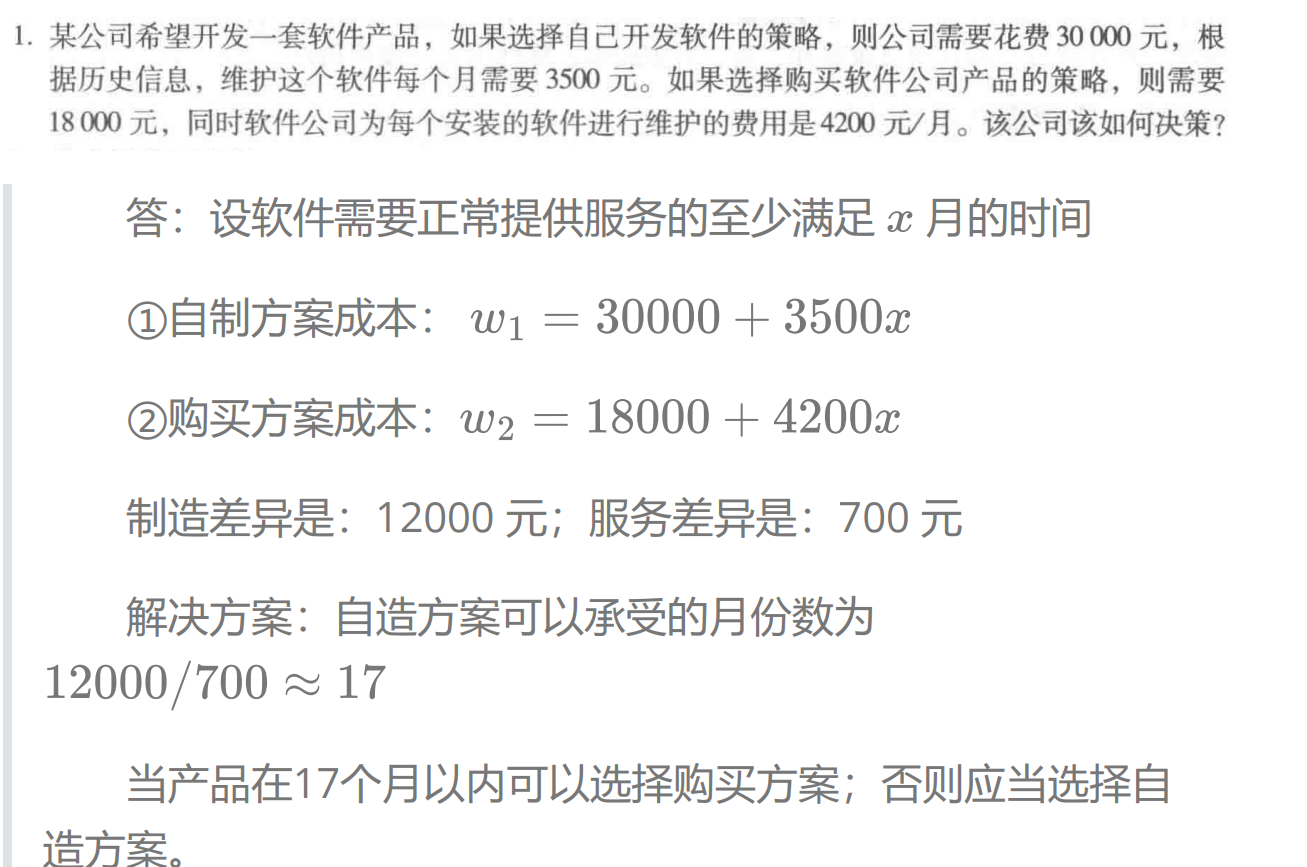 1. 某公司希望开发一套软件产品，如果选择自己开发软件的策略，则公司需要花费 30 000 元，根
据历史信息，维护这个软件每个月需要 3500 元。如果选择购买软件公司产品的策略，则需要
18 000 元，同时软件公司为每个安装的软件进行维护的费用是 4200 元/月。该公司该如何决策？
答：设软件需要正常提供服务的至少满足 x 月的时间
①自制方案成本： w₁ = 30000 + 3500x
②购买方案成本：w₂ = 18000 + 4200x
制造差异是：12000 元；服务差异是：700 元
解决方案：自造方案可以承受的月份数为
12000/700 ≈ 17
当产品在17个月以内可以选择购买方案；否则应当选择自
造方案。